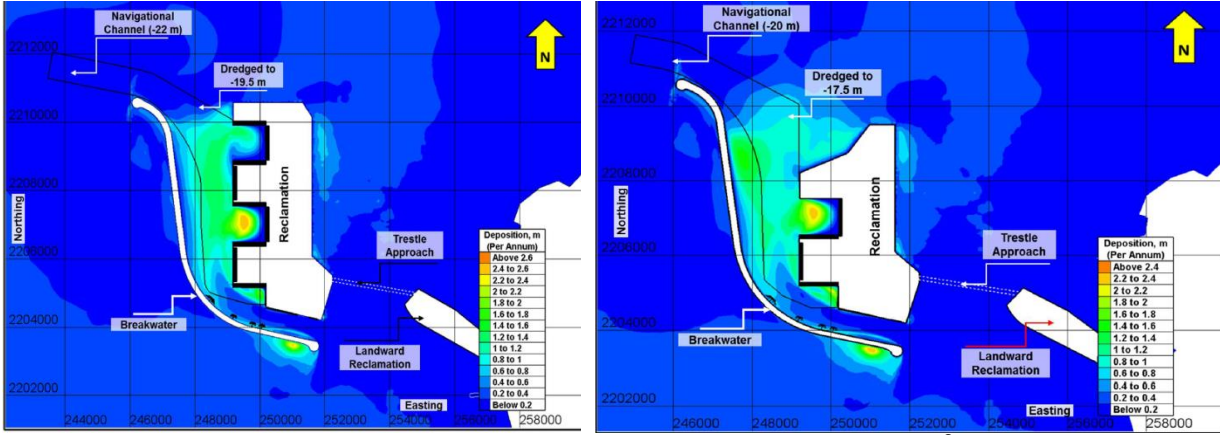 Navigational
Channel (-22 m)
N
2212000
Dredged to
-19.5 m
2210000
2208000
2206000
2204000
2202000
Northing
Reclamation
Trestle
Approach
Breakwater
Landward
Reclamation
Easting
244000
246000
248000
250000
252000
254000
256000
258000
Deposition, m
(Per Annum)
Above 2.6
2.4 to 2.6
2.2 to 2.4
2 to 2.2
1.8 to 2
1.6 to 1.8
1.4 to 1.6
1.2 to 1.4
1 to 1.2
0.8 to 1
0.6 to 0.8
0.4 to 0.6
0.2 to 0.4
Below 0.2
Navigational
Channel (-20 m)
N
2212000
Dredged to
-17.5 m
2210000
2208000
2206000
2204000
2202000
Northing
Reclamation
Trestle
Approach
Breakwater
Landward
Reclamation
Easting
246000
248000
250000
252000
254000
256000
258000
Deposition, m
(Per Annum)
Above 2.4
2.2 to 2.4
2 to 2.2
1.8 to 2
1.6 to 1.8
1.4 to 1.6
1.2 to 1.4
1 to 1.2
0.8 to 1
0.6 to 0.8
0.4 to 0.6
0.2 to 0.4
Below 0.2